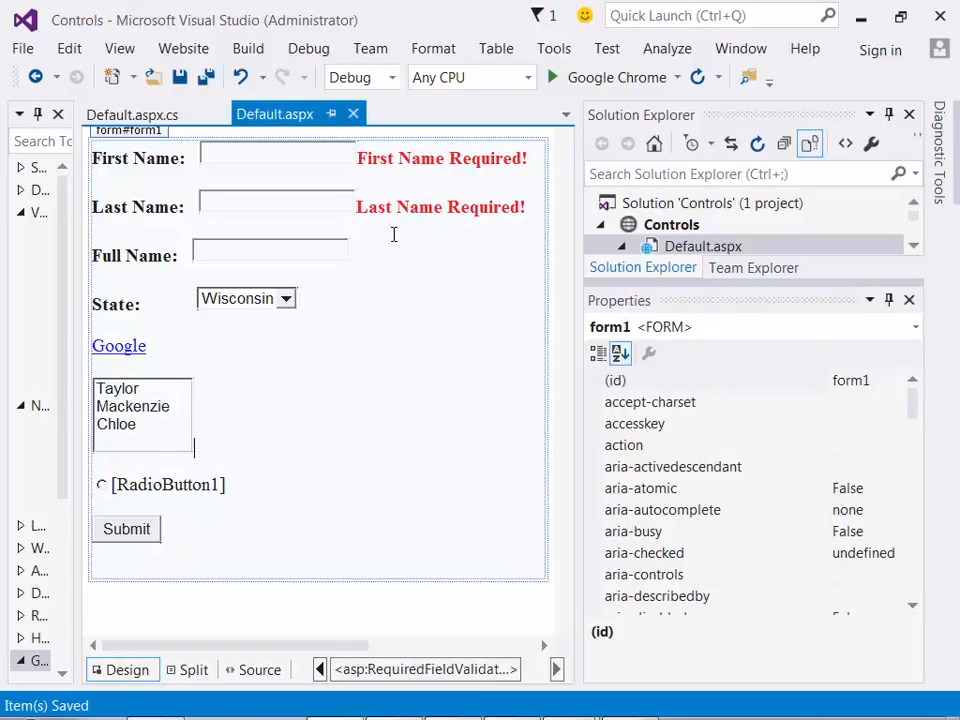 Controls - Microsoft Visual Studio (Administrator)
1
Quick Launch (Ctrl+Q)
File Edit View Website Build Debug Team Format Table Tools Test Analyze Window Help Sign in
Debug Any CPU Google Chrome
Search To
S...
D...
V...
N...
L...
W...
A...
D...
R...
H...
G...
Default.aspx.cs Default.aspx
form#form1
First Name: First Name Required!
Last Name: Last Name Required!
Full Name:
State: Wisconsin
Google
Taylor
Mackenzie
Chloe
[RadioButton1]
Submit
Design Split Source <asp:RequiredFieldValidat...>
Solution Explorer
Search Solution Explorer (Ctrl+;)
Solution 'Controls' (1 project)
Controls
Default.aspx
Solution Explorer Team Explorer
Properties
form1 <FORM>
(id) form1
accept-charset
accesskey
action
aria-activedescendant
aria-atomic False
aria-autocomplete none
aria-busy False
aria-checked undefined
aria-controls
aria-describedby
(id)
Diagnostic Tools
Item(s) Saved